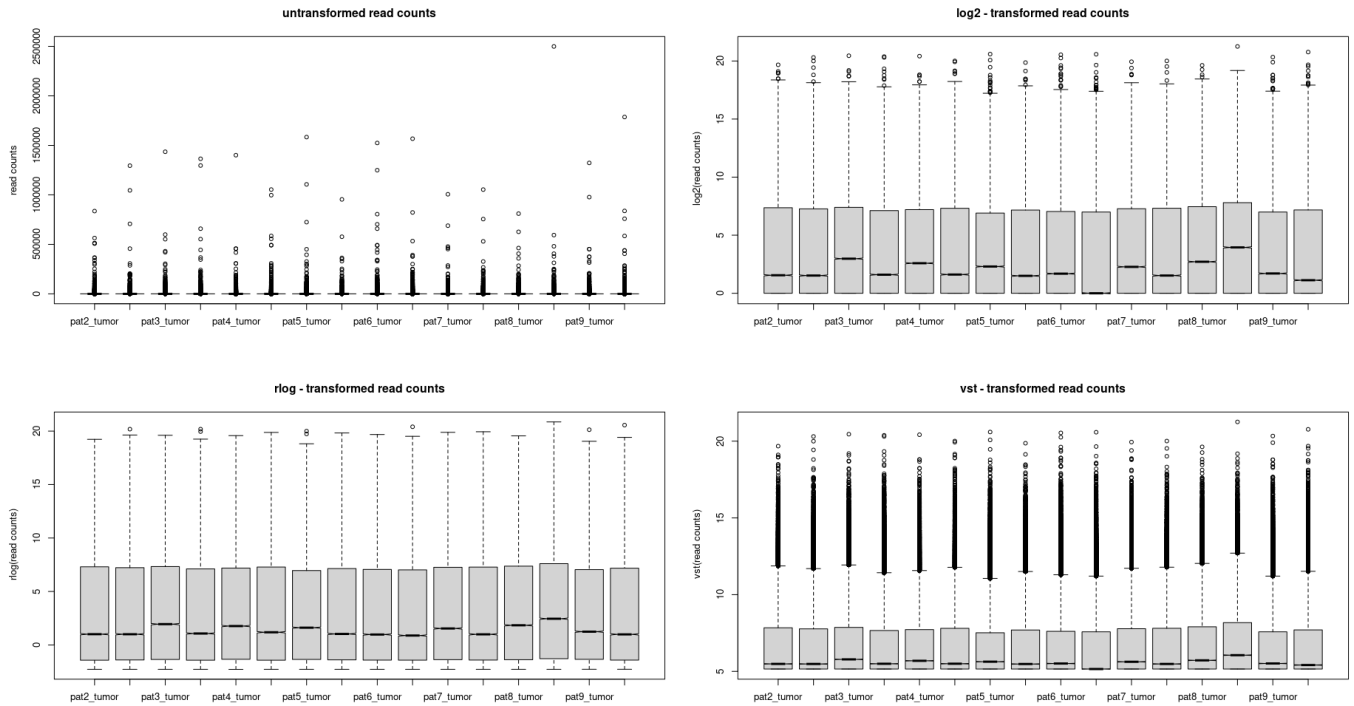 untransformed read counts
read counts
0
500000
1000000
1500000
2000000
2500000
pat2_tumor pat3_tumor pat4_tumor pat5_tumor pat6_tumor pat7_tumor pat8_tumor pat9_tumor
log2 - transformed read counts
log2(read counts)
0
5
10
15
20
pat2_tumor pat3_tumor pat4_tumor pat5_tumor pat6_tumor pat7_tumor pat8_tumor pat9_tumor
rlog - transformed read counts
rlog(read counts)
0
5
10
15
20
pat2_tumor pat3_tumor pat4_tumor pat5_tumor pat6_tumor pat7_tumor pat8_tumor pat9_tumor
vst - transformed read counts
vst(read counts)
5
10
15
20
pat2_tumor pat3_tumor pat4_tumor pat5_tumor pat6_tumor pat7_tumor pat8_tumor pat9_tumor